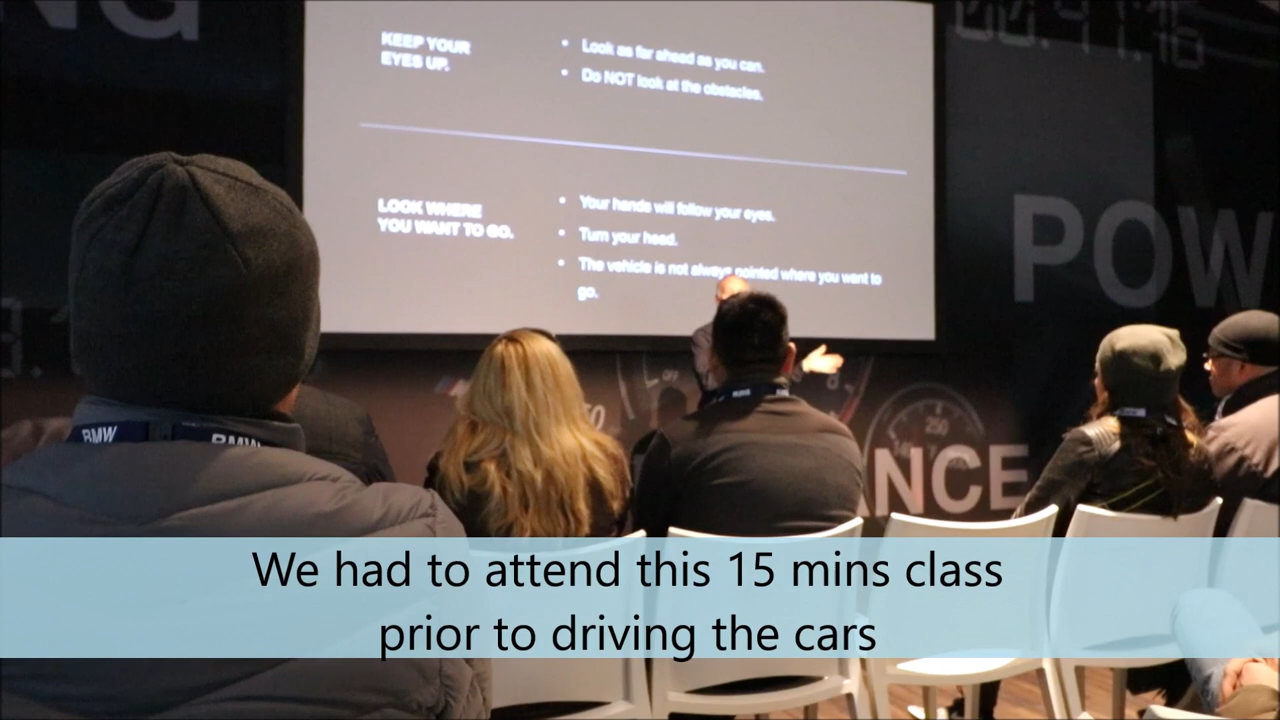 NG
KEEP YOUR
EYES UP.
• Look as far ahead as you can.
• Do NOT look at the obstacles.
LOOK WHERE
YOU WANT TO GO.
• Your hands will follow your eyes.
• Turn your head.
• The vehicle is not always pointed where you want to
go.
POW
250
NCE
BMW BMW
We had to attend this 15 mins class
prior to driving the cars